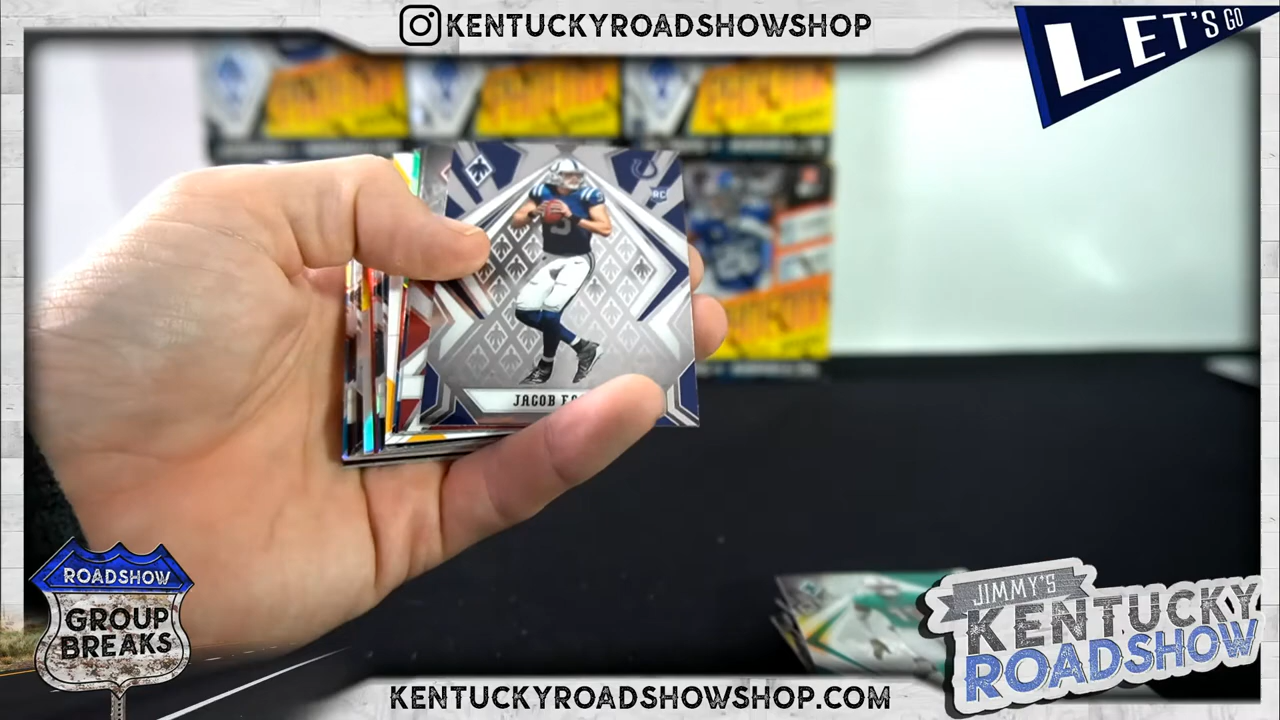 KENTUCKYROADSHOWSHOP
LET'S GO
RC
JACOB
ROADSHOW
GROUP
BREAKS
JIMMY'S
KENTUCKY
ROADSHOW
KENTUCKYROADSHOWSHOP.COM